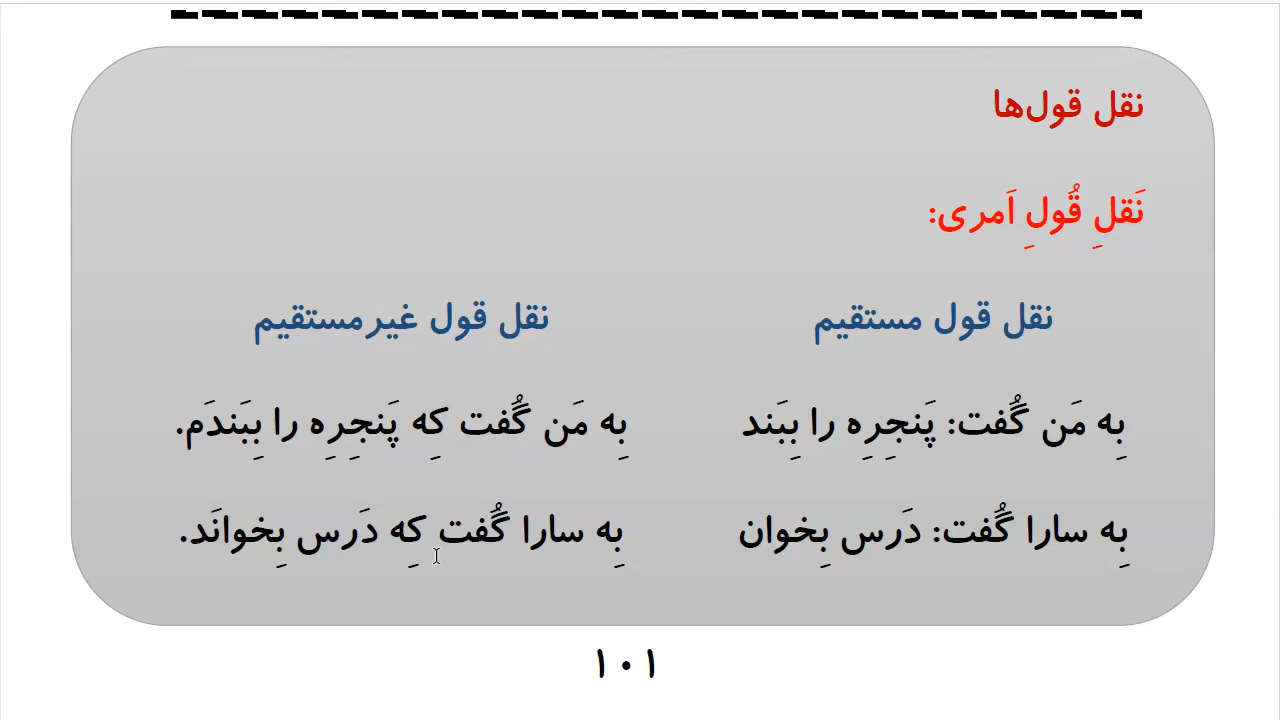 نقل قول‌ها
نَقلِ قُولِ اَمری:
نقل قول مستقیم نقل قول غیرمستقیم
بِه مَن گُفت: پَنجِرِه را بِبَند بِه مَن گُفت کِه پَنجِرِه را بِبَندَم.
بِه سارا گُفت: دَرس بِخوان بِه سارا گُفت کِه دَرس بِخوانَد.
۱۰۱